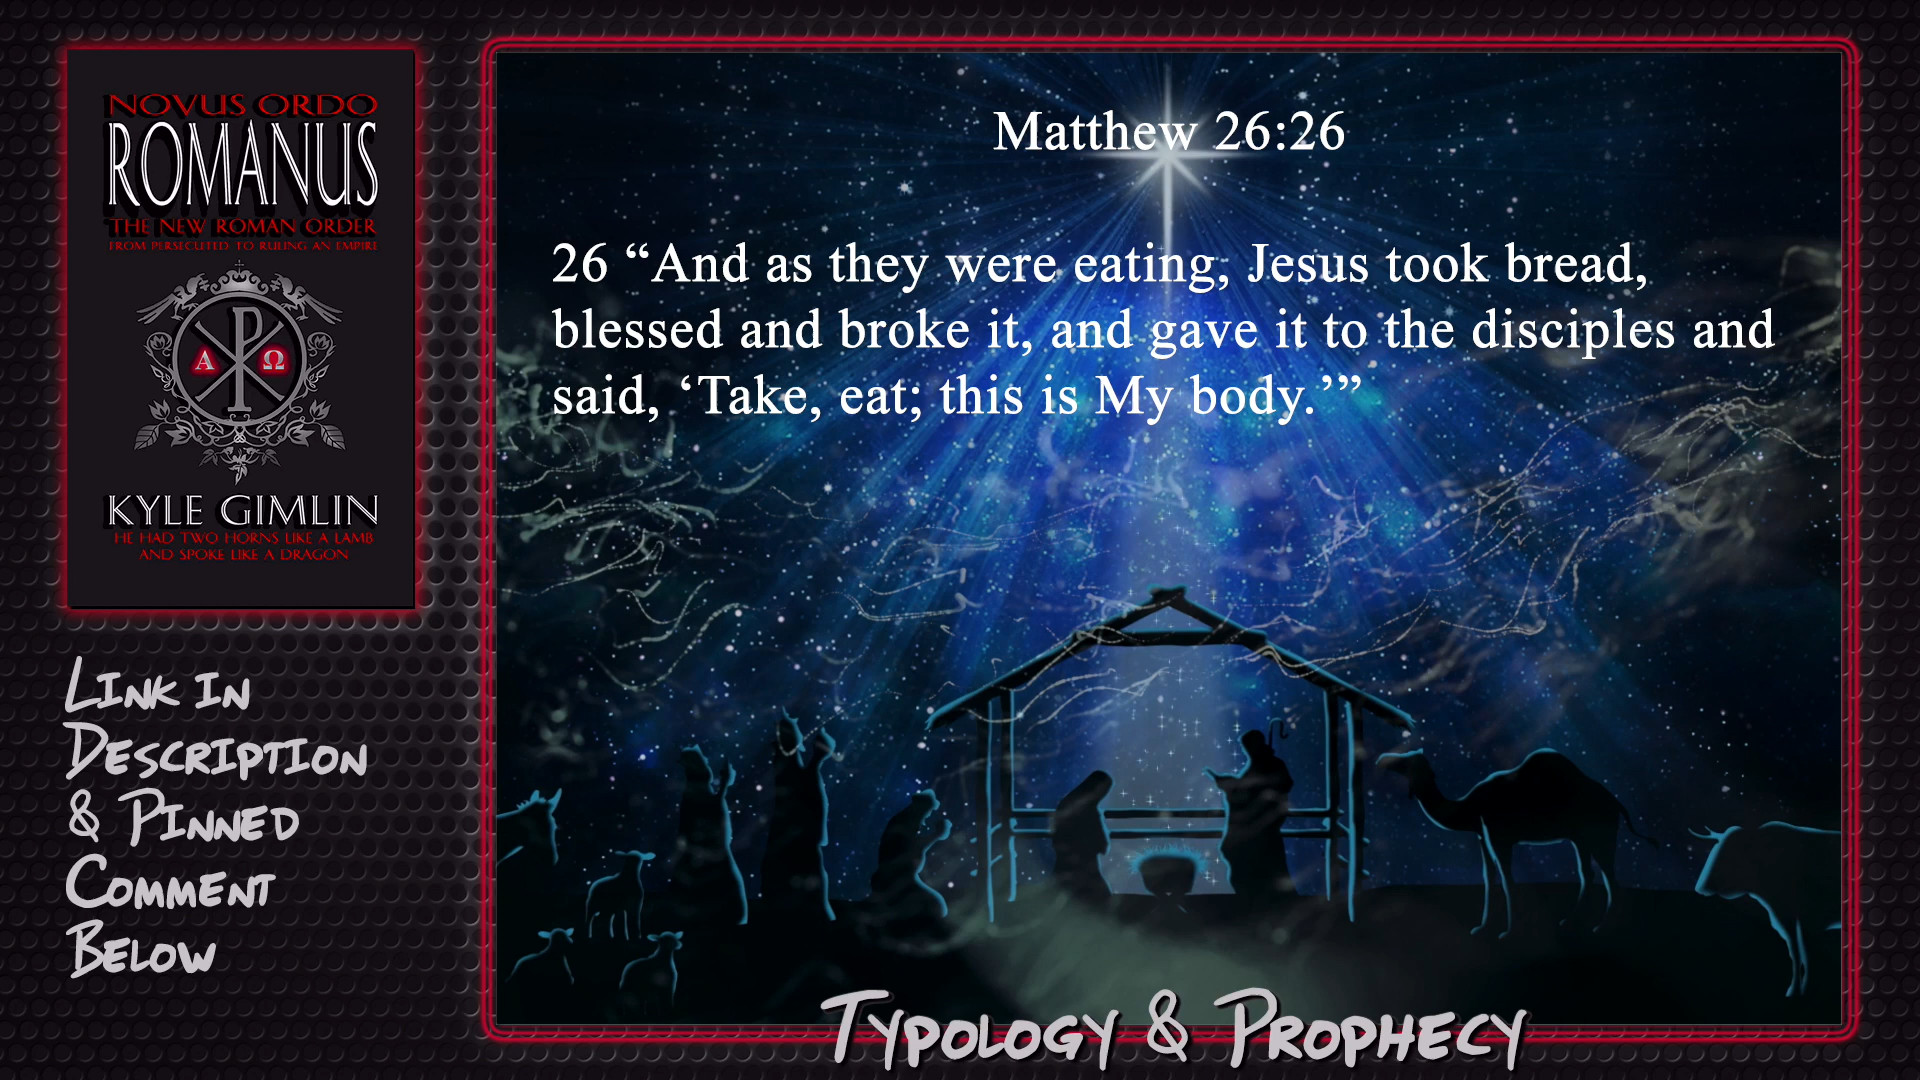 NOVUS ORDO
ROMANUS
THE NEW ROMAN ORDER
FROM PERSECUTED TO RULING AN EMPIRE
Α Ω
KYLE GIMLIN
HE HAD TWO HORNS LIKE A LAMB
AND SPOKE LIKE A DRAGON
LINK IN
DESCRIPTION
& PINNED
COMMENT
BELOW
Matthew 26:26
26 “And as they were eating, Jesus took bread,
blessed and broke it, and gave it to the disciples and
said, ‘Take, eat; this is My body.’”
TYPOLOGY & PROPHECY